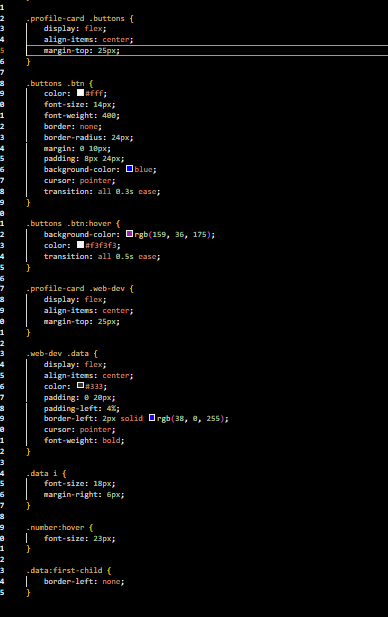 1
2 .profile-card .buttons {
3 display: flex;
4 align-items: center;
5 margin-top: 25px;
6 }
7
8 .buttons .btn {
9 color: #fff;
0 font-size: 14px;
1 font-weight: 400;
2 border: none;
3 border-radius: 24px;
4 margin: 0 10px;
5 padding: 8px 24px;
6 background-color: blue;
7 cursor: pointer;
8 transition: all 0.3s ease;
9 }
0
1 .buttons .btn:hover {
2 background-color: rgb(159, 36, 175);
3 color: #f3f3f3;
4 transition: all 0.5s ease;
5 }
6
7 .profile-card .web-dev {
8 display: flex;
9 align-items: center;
0 margin-top: 25px;
1 }
2
3 .web-dev .data {
4 display: flex;
5 align-items: center;
6 color: #333;
7 padding: 0 20px;
8 padding-left: 4%;
9 border-left: 2px solid rgb(38, 0, 255);
0 cursor: pointer;
1 font-weight: bold;
2 }
3
4 .data i {
5 font-size: 18px;
6 margin-right: 6px;
7 }
8
9 .number:hover {
0 font-size: 23px;
1 }
2
3 .data:first-child {
4 border-left: none;
5 }